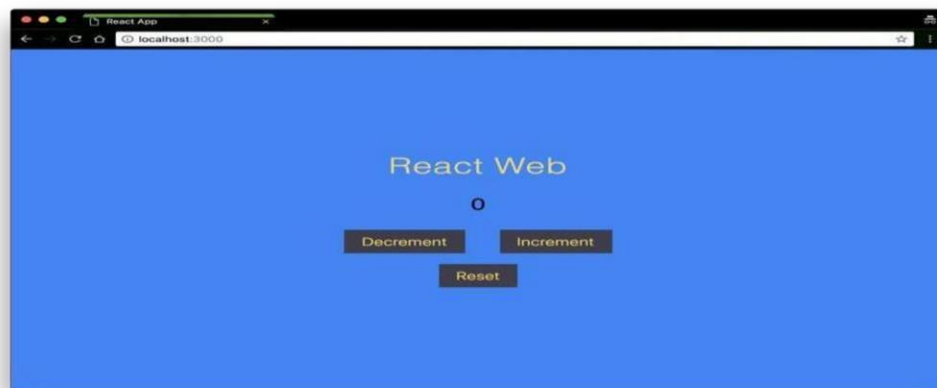 React App
localhost:3000
React Web
0
Decrement Increment
Reset